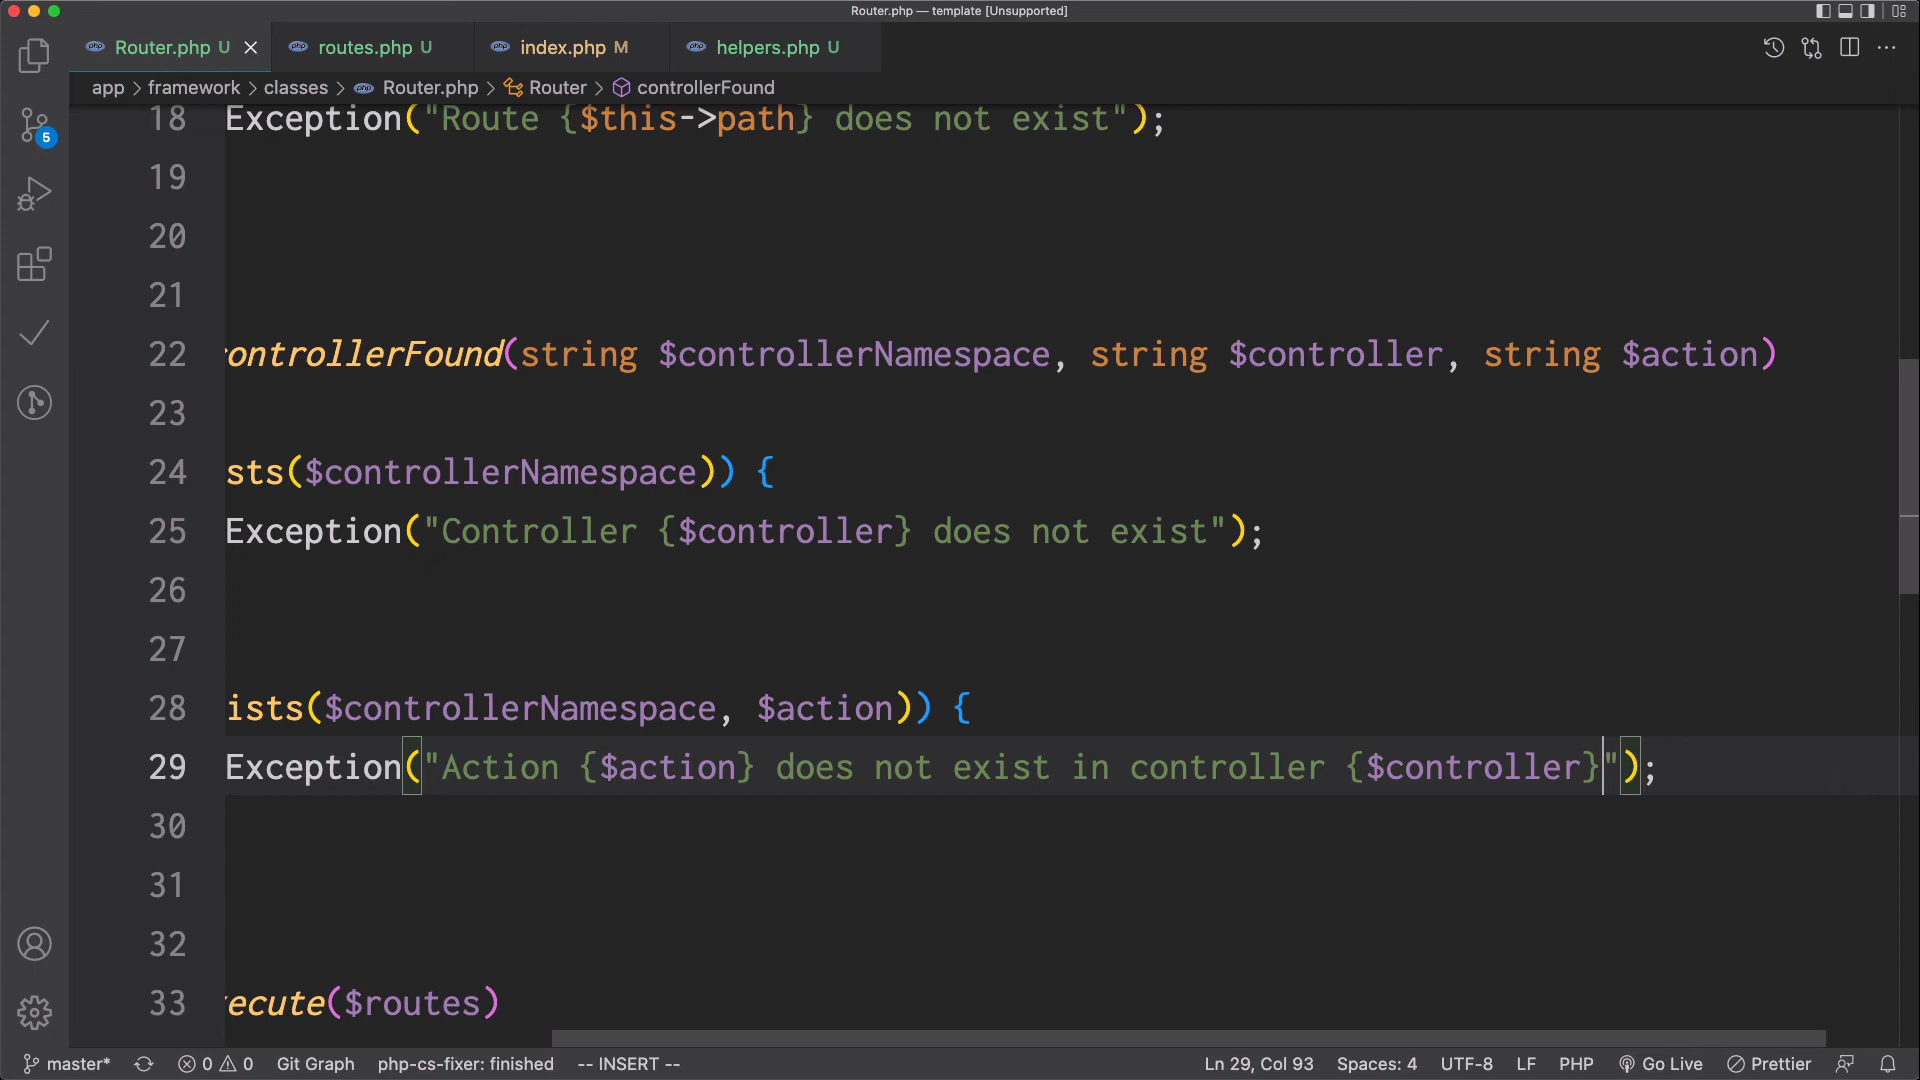 Router.php — template [Unsupported]
Router.php U routes.php U index.php M helpers.php U
app > framework > classes > Router.php > Router > controllerFound
5
18 Exception("Route {$this->path} does not exist");
19
20
21
22 ontrollerFound(string $controllerNamespace, string $controller, string $action)
23
24 sts($controllerNamespace)) {
25 Exception("Controller {$controller} does not exist");
26
27
28 ists($controllerNamespace, $action)) {
29 Exception("Action {$action} does not exist in controller {$controller}");
30
31
32
33 ecute($routes)
master* 0 0 Git Graph php-cs-fixer: finished -- INSERT -- Ln 29, Col 93 Spaces: 4 UTF-8 LF PHP Go Live Prettier